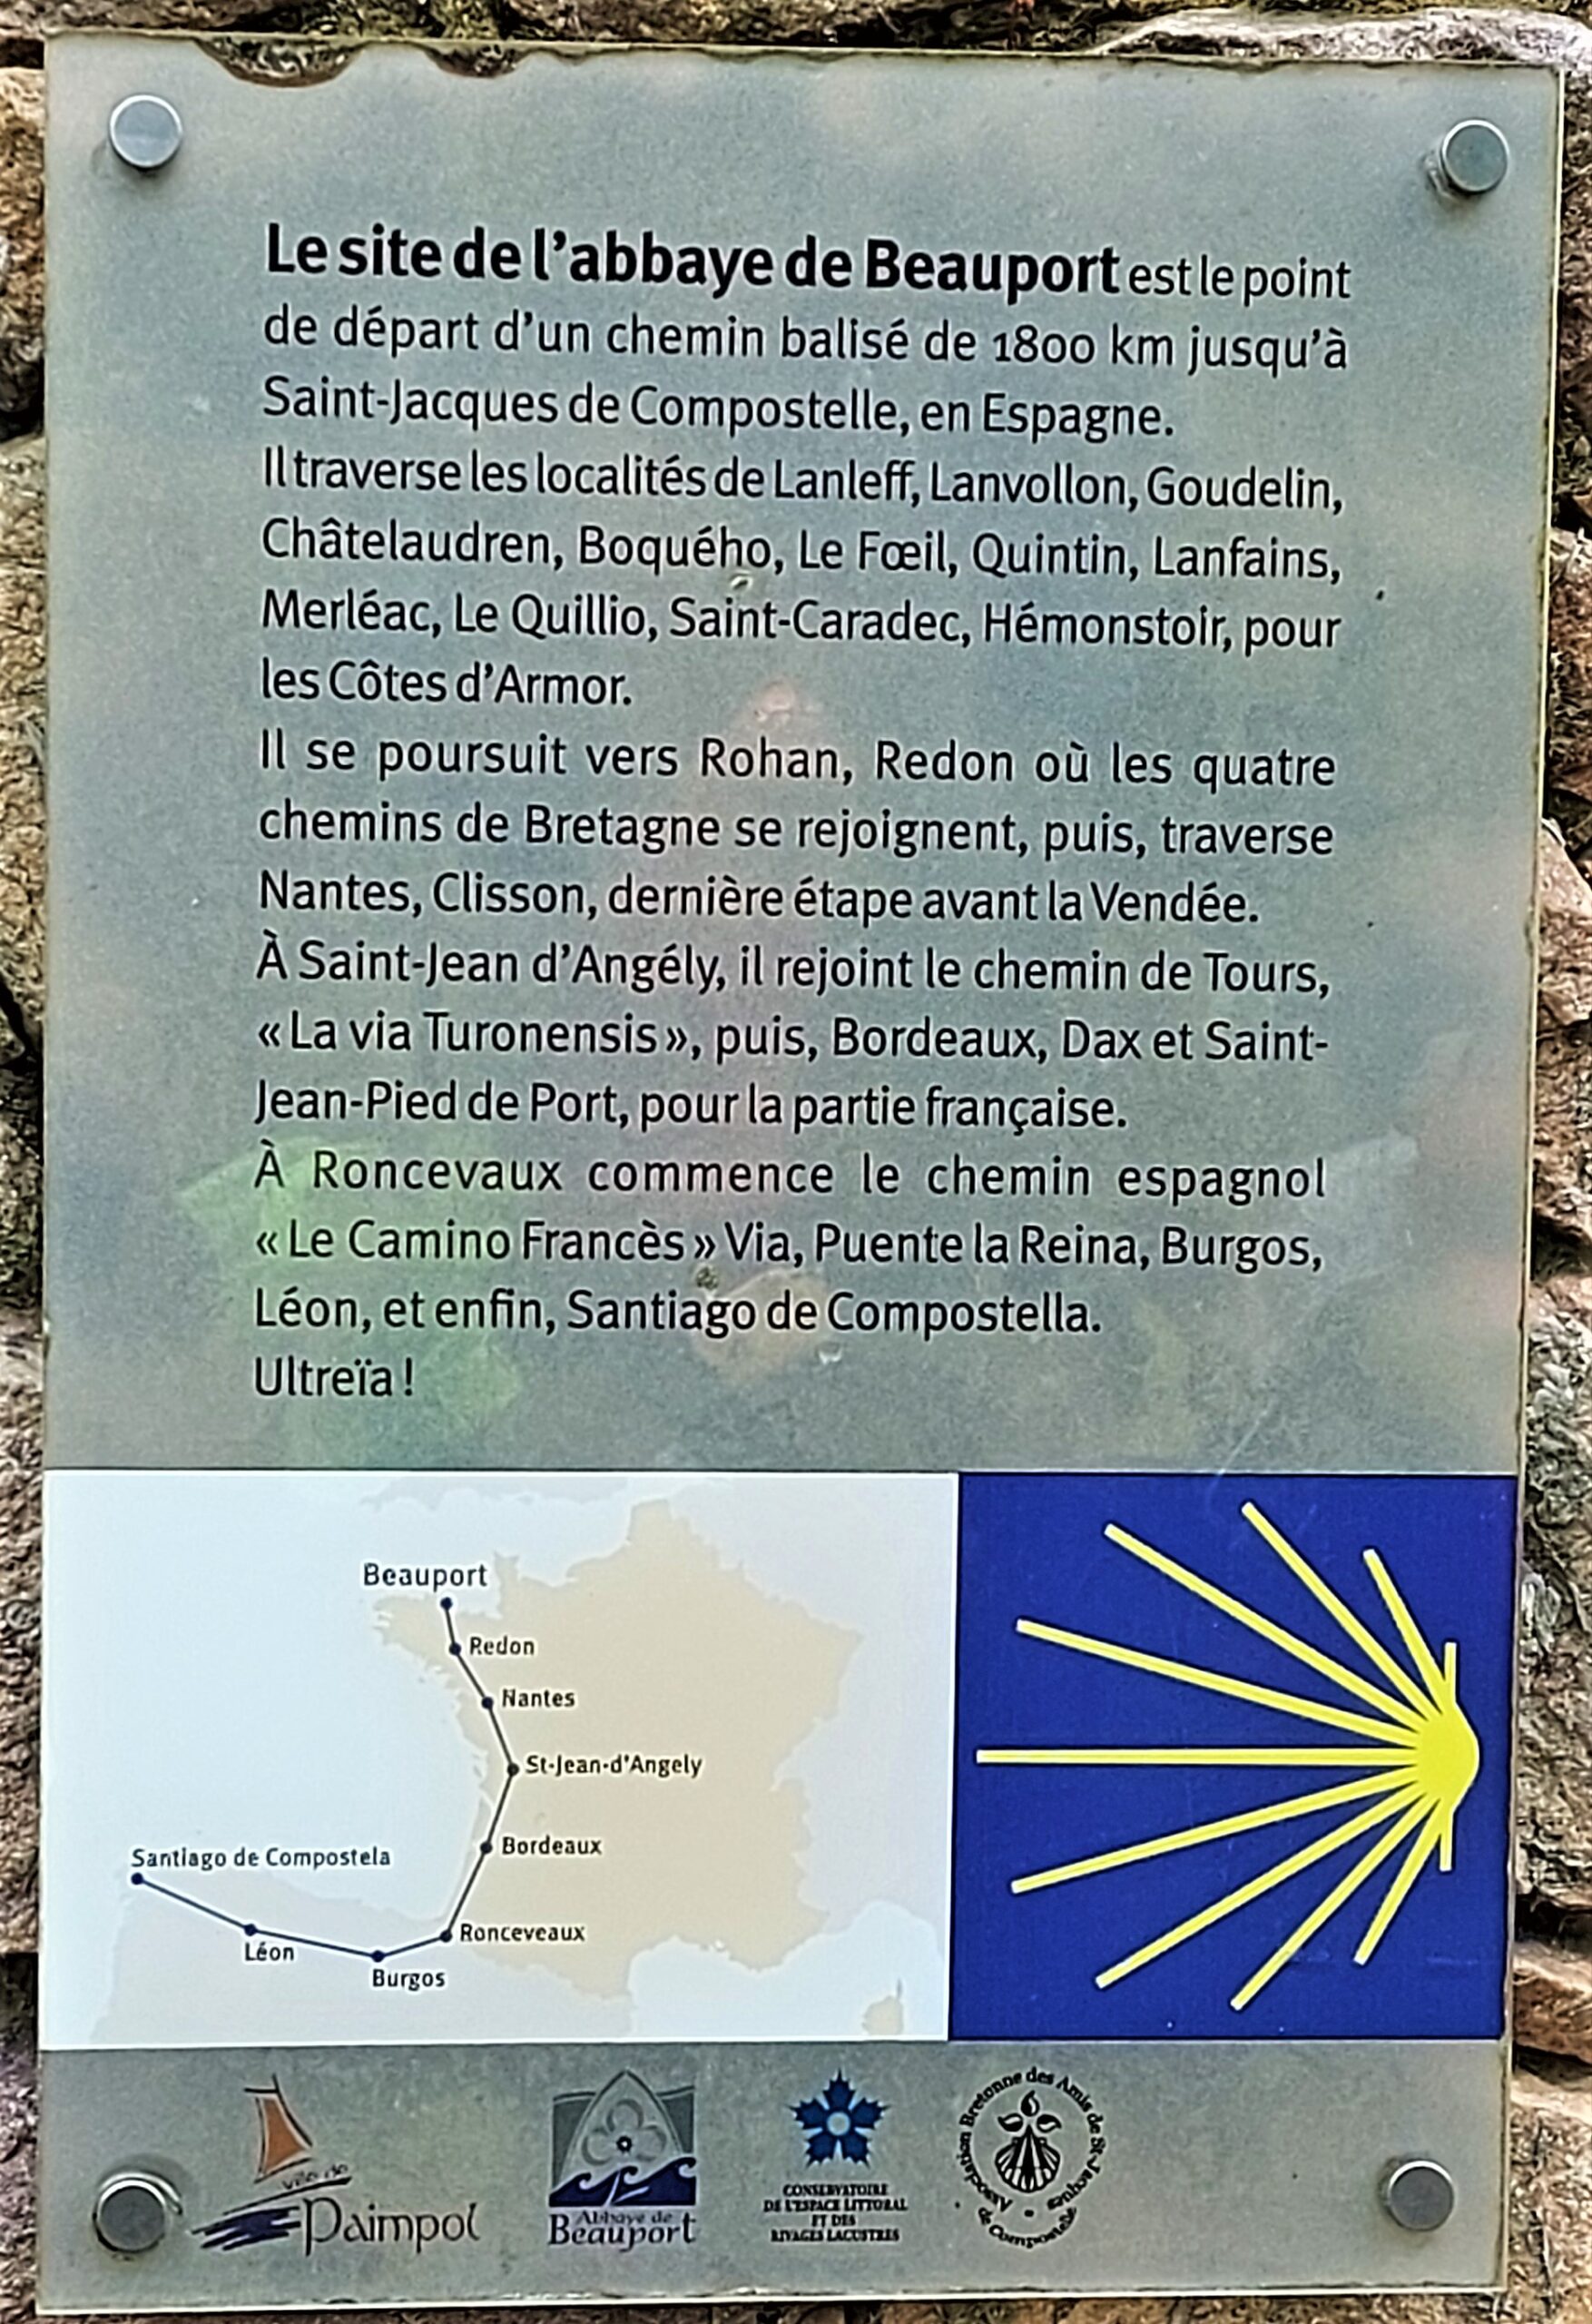 Le site de l'abbaye de Beauport est le point
de départ d'un chemin balisé de 1800 km jusqu'à
Saint-Jacques de Compostelle, en Espagne.
Il traverse les localités de Lanleff, Lanvollon, Goudelin,
Châtelaudren, Boquého, Le Fœil, Quintin, Lanfains,
Merléac, Le Quillio, Saint-Caradec, Hémonstoir, pour
les Côtes d'Armor.
Il se poursuit vers Rohan, Redon où les quatre
chemins de Bretagne se rejoignent, puis, traverse
Nantes, Clisson, dernière étape avant la Vendée.
À Saint-Jean d'Angély, il rejoint le chemin de Tours,
« La via Turonensis », puis, Bordeaux, Dax et Saint-
Jean-Pied de Port, pour la partie française.
À Roncevaux commence le chemin espagnol
« Le Camino Francès » Via, Puente la Reina, Burgos,
Léon, et enfin, Santiago de Compostella.
Ultreïa !
Beauport
Redon
Nantes
St-Jean-d'Angely
Bordeaux
Santiago de Compostela
Ronceveaux
Léon
Burgos
ville de
Paimpol
Abbaye de
Beauport
CONSERVATOIRE
DE L'ESPACE LITTORAL
ET DES
RIVAGES LACUSTRES
Association Bretonne des Amis de St-Jacques
de Compostelle